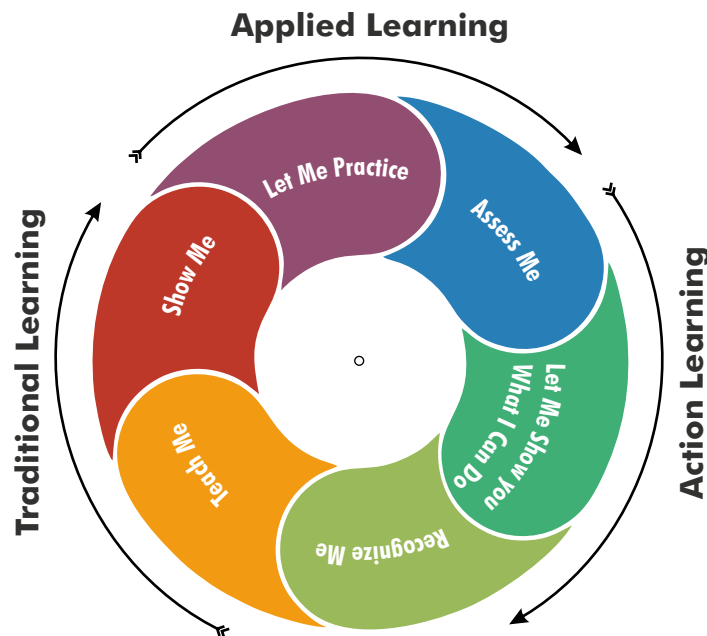 Applied Learning
Let Me Practice
Assess Me
Show Me
Traditional Learning
Action Learning
Let Me Show you
What I Can Do
Teach Me
Recognize Me